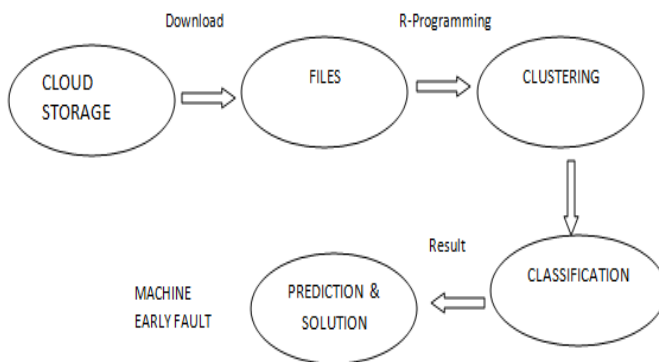 Download
R-Programming
CLOUD
STORAGE
FILES
CLUSTERING
CLASSIFICATION
Result
PREDICTION &
SOLUTION
MACHINE
EARLY FAULT